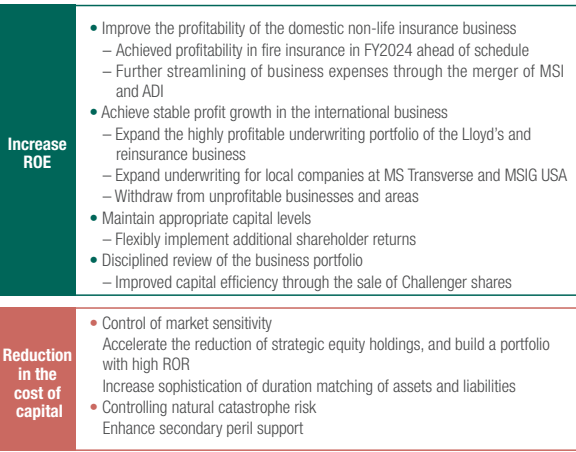 Increase
ROE
• Improve the profitability of the domestic non-life insurance business
– Achieved profitability in fire insurance in FY2024 ahead of schedule
– Further streamlining of business expenses through the merger of MSI
and ADI
• Achieve stable profit growth in the international business
– Expand the highly profitable underwriting portfolio of the Lloyd's and
reinsurance business
– Expand underwriting for local companies at MS Transverse and MSIG USA
– Withdraw from unprofitable businesses and areas
• Maintain appropriate capital levels
– Flexibly implement additional shareholder returns
• Disciplined review of the business portfolio
– Improved capital efficiency through the sale of Challenger shares
Reduction
in the
cost of
capital
• Control of market sensitivity
Accelerate the reduction of strategic equity holdings, and build a portfolio
with high ROR
Increase sophistication of duration matching of assets and liabilities
• Controlling natural catastrophe risk
Enhance secondary peril support